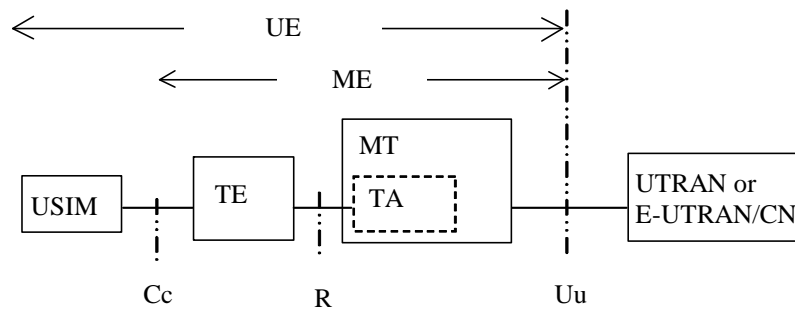 UE
ME
MT
USIM
TE
TA
UTRAN or
E-UTRAN/CN
Cc
R
Uu